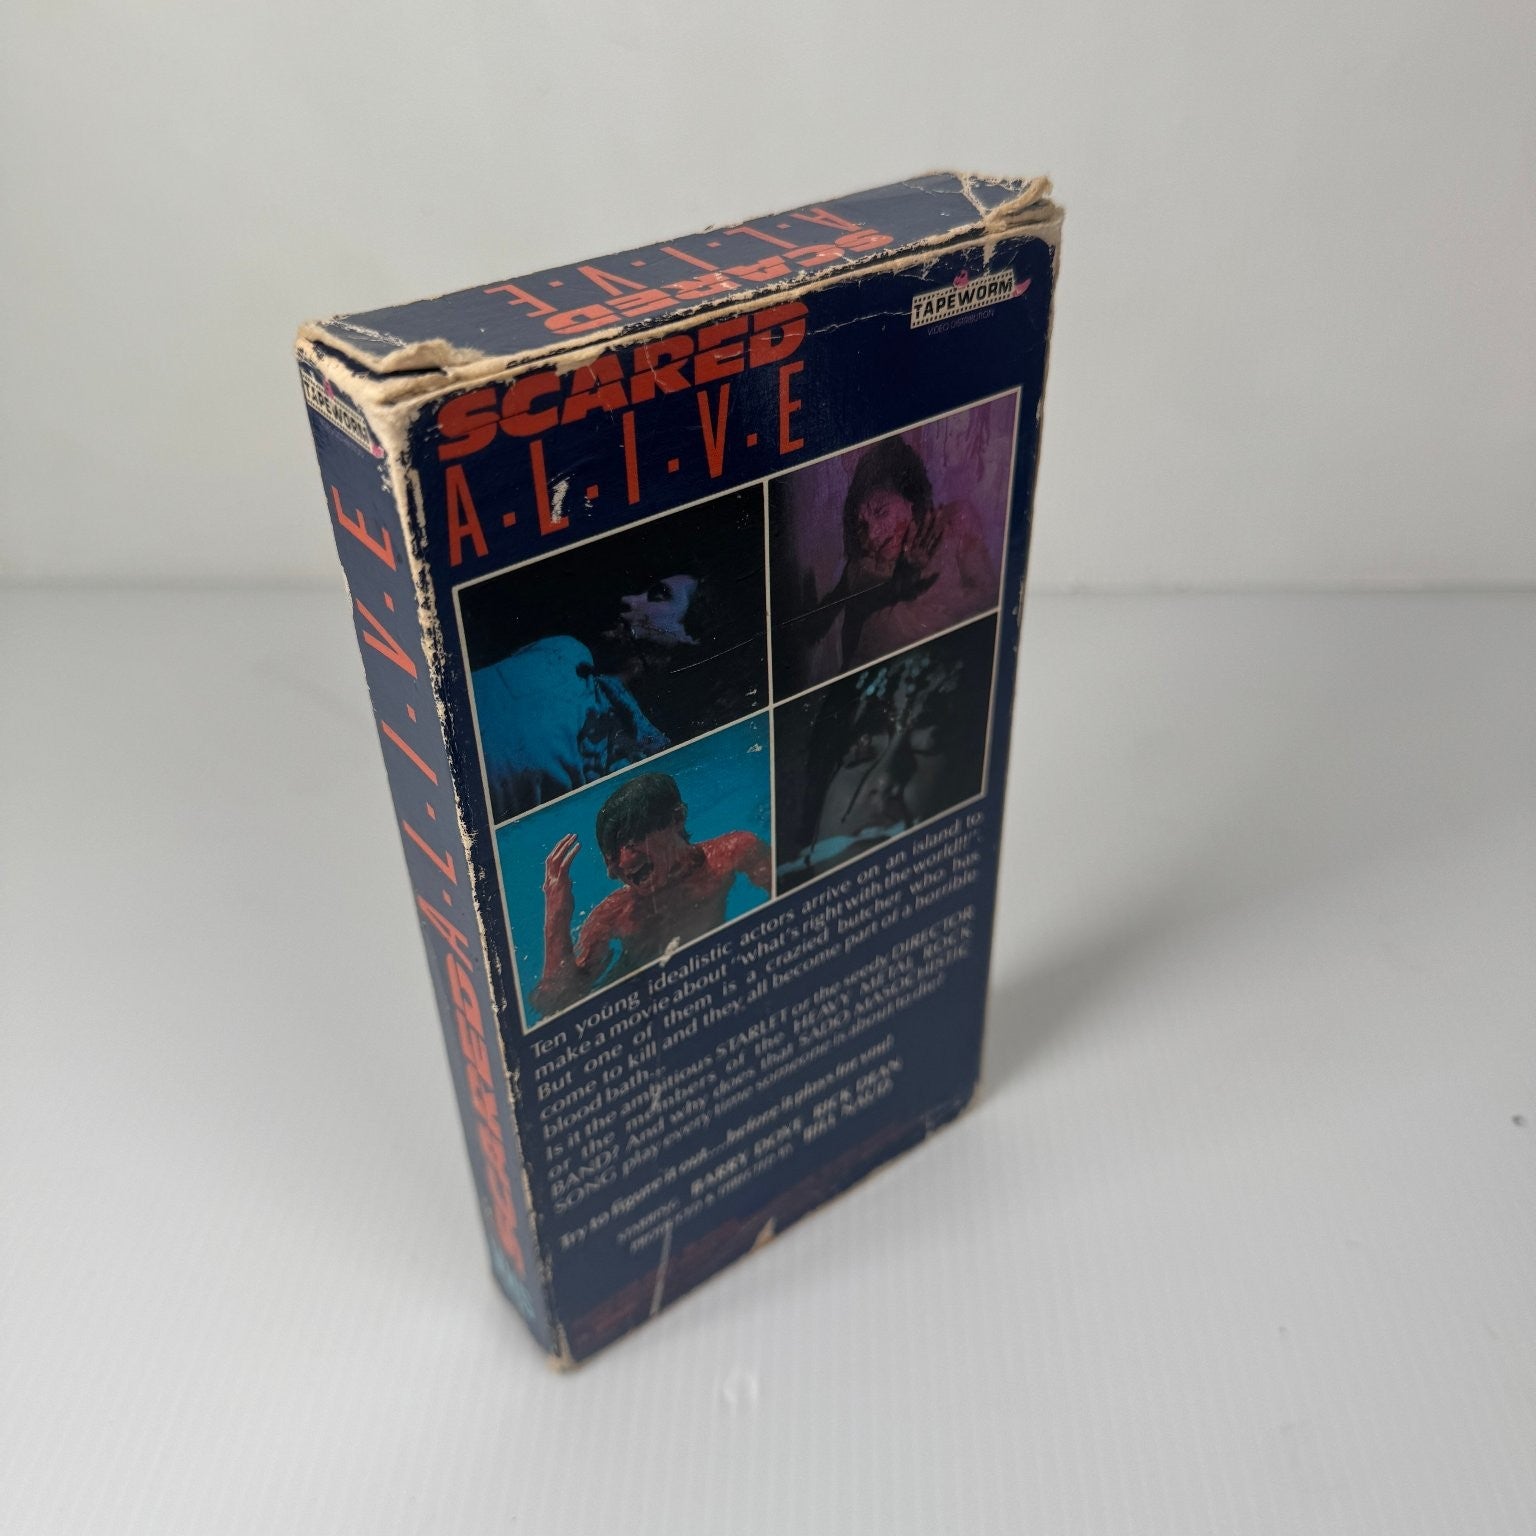 SCARED
A·L·I·V·E
TAPEWORM
VIDEO DISTRIBUTION
SCARED
A·L·I·V·E
TAPEWORM
SCARED A·L·I·V·E
Ten young idealistic actors arrive on an island to
make a movie about "what's right with the world!!".
But one of them is a crazied butcher who has
come to kill and they all become part of a horrible
blood bath...
Is it the ambitious STARLET or the seedy DIRECTOR
or the members of the HEAVY METAL ROCK
BAND? And why does that SADO MASOCHISTIC
SONG play every time someone is about to die?
Try to figure it out....before it plays for you!
STARRING BARRY DOVE RICK DEAN